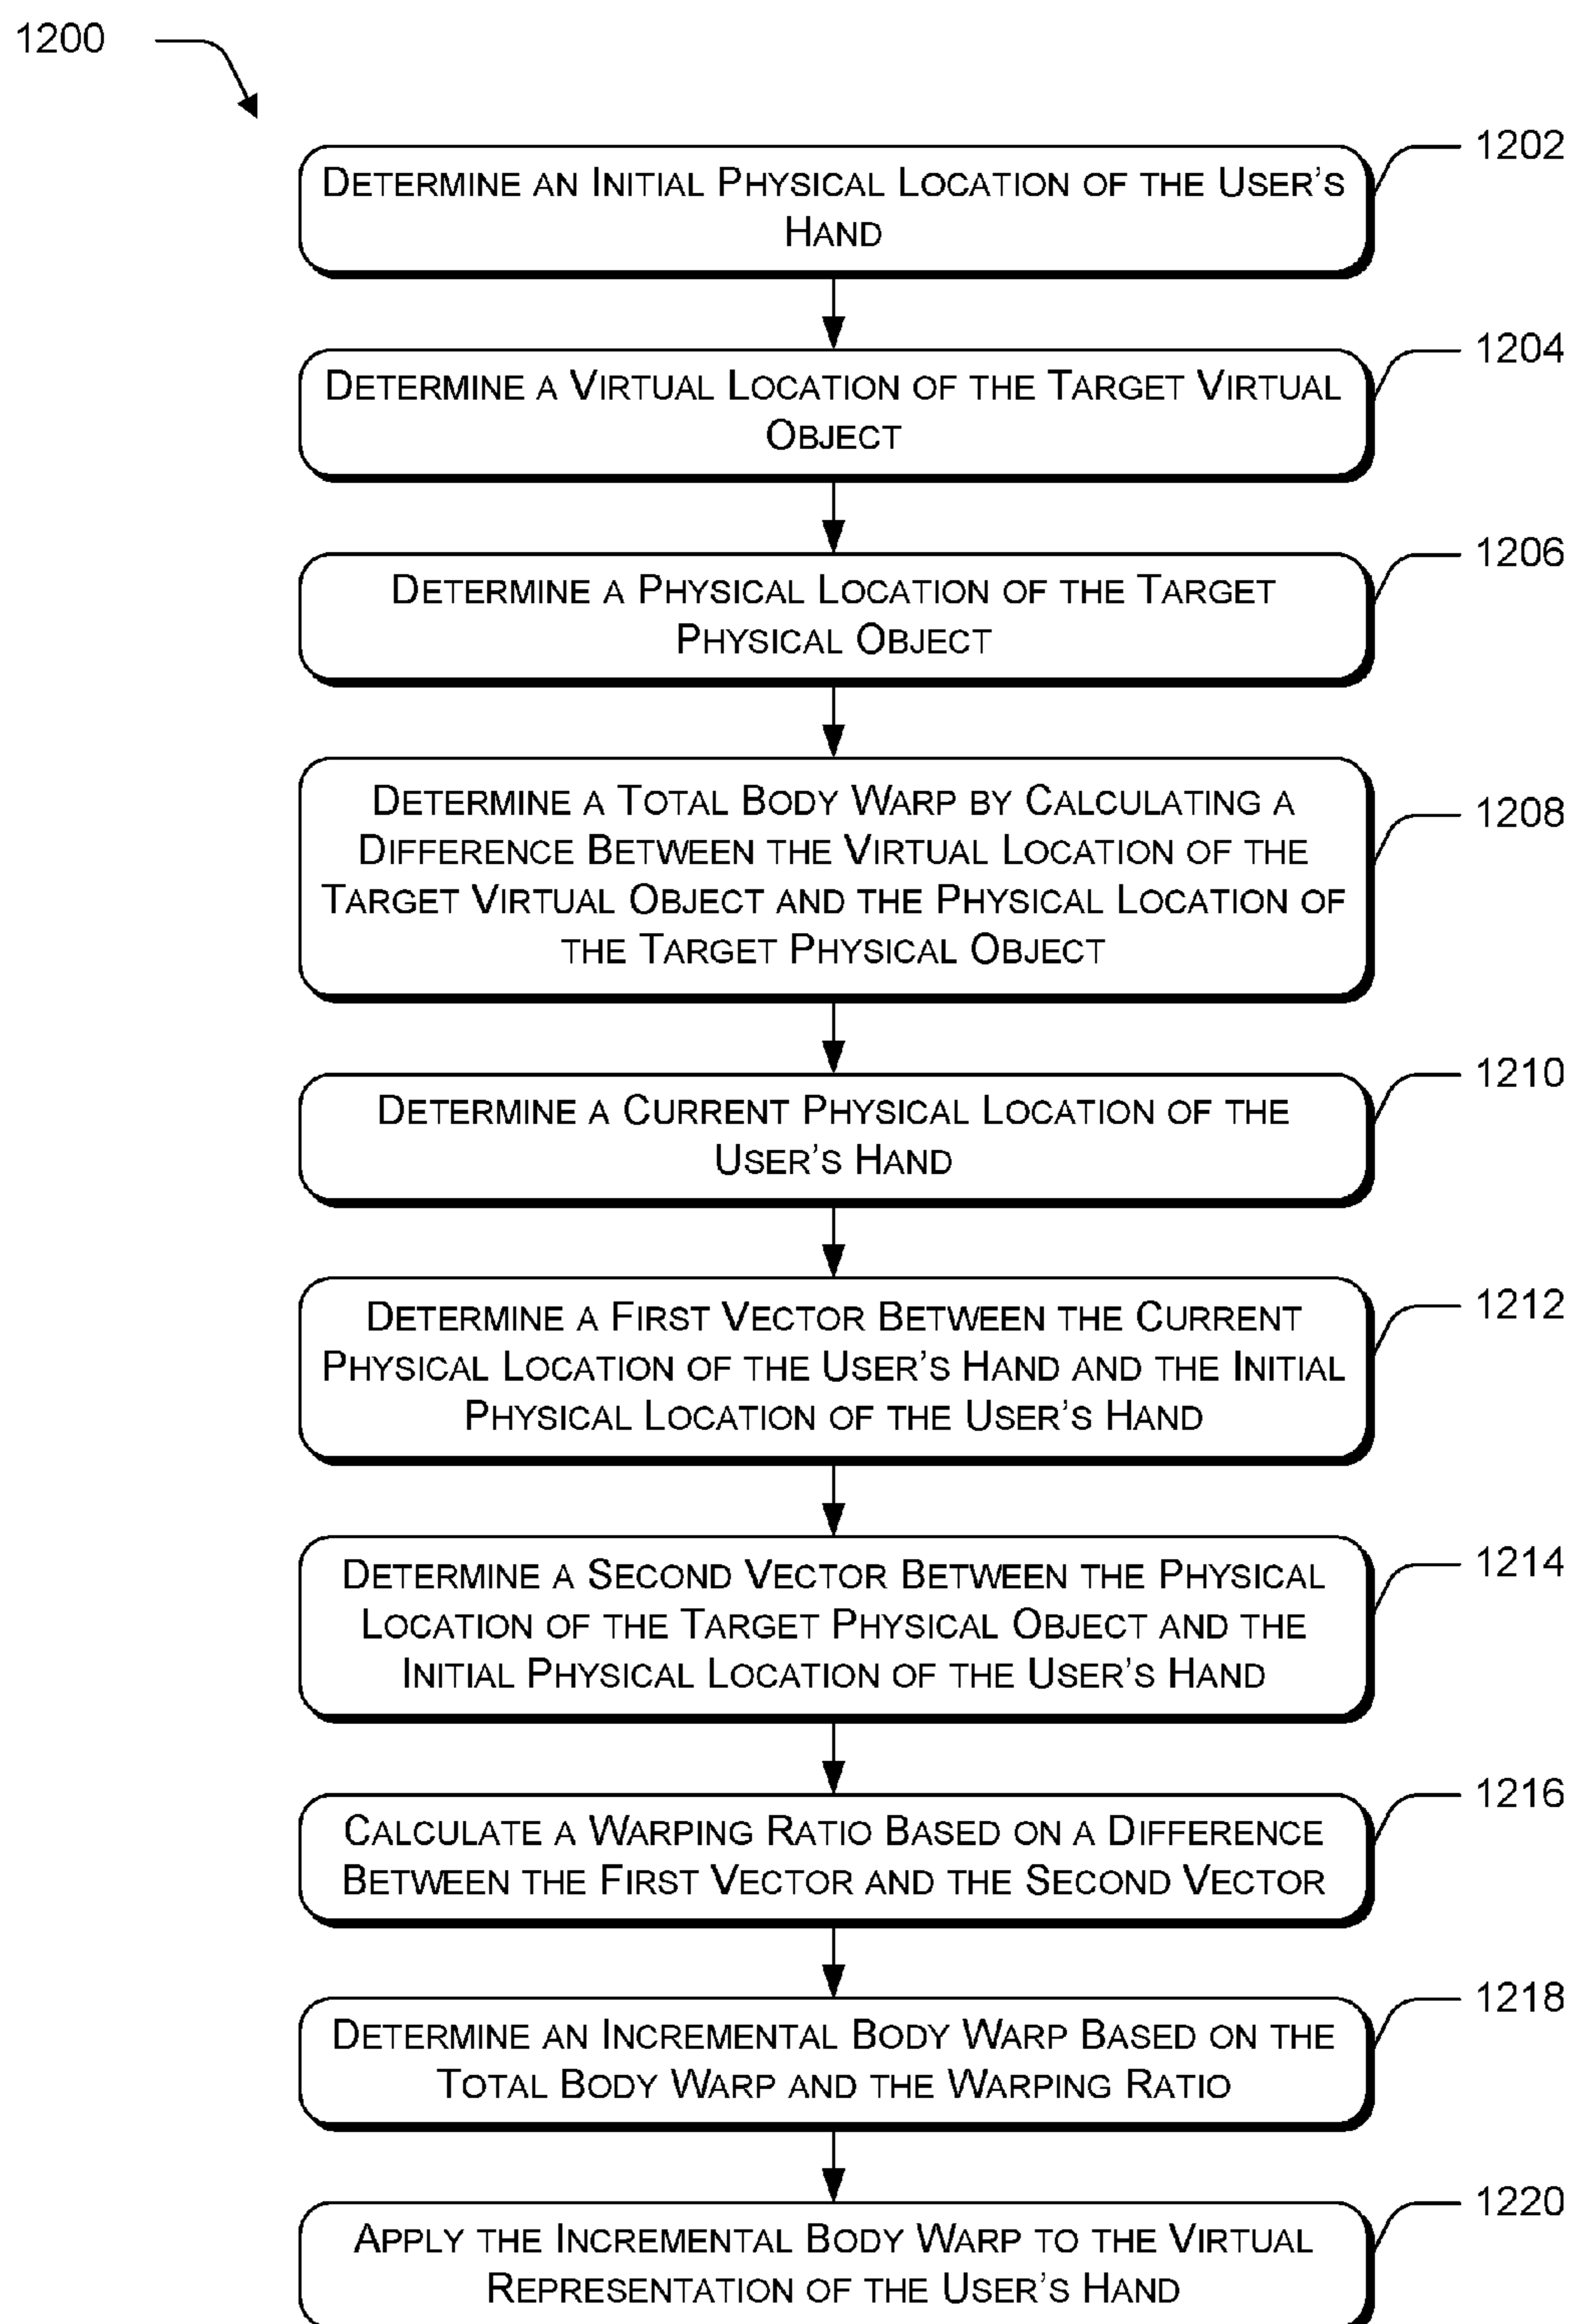 1200
1202
DETERMINE AN INITIAL PHYSICAL LOCATION OF THE USER'S
HAND
1204
DETERMINE A VIRTUAL LOCATION OF THE TARGET VIRTUAL
OBJECT
1206
DETERMINE A PHYSICAL LOCATION OF THE TARGET
PHYSICAL OBJECT
1208
DETERMINE A TOTAL BODY WARP BY CALCULATING A
DIFFERENCE BETWEEN THE VIRTUAL LOCATION OF THE
TARGET VIRTUAL OBJECT AND THE PHYSICAL LOCATION OF
THE TARGET PHYSICAL OBJECT
1210
DETERMINE A CURRENT PHYSICAL LOCATION OF THE
USER'S HAND
1212
DETERMINE A FIRST VECTOR BETWEEN THE CURRENT
PHYSICAL LOCATION OF THE USER'S HAND AND THE INITIAL
PHYSICAL LOCATION OF THE USER'S HAND
1214
DETERMINE A SECOND VECTOR BETWEEN THE PHYSICAL
LOCATION OF THE TARGET PHYSICAL OBJECT AND THE
INITIAL PHYSICAL LOCATION OF THE USER'S HAND
1216
CALCULATE A WARPING RATIO BASED ON A DIFFERENCE
BETWEEN THE FIRST VECTOR AND THE SECOND VECTOR
1218
DETERMINE AN INCREMENTAL BODY WARP BASED ON THE
TOTAL BODY WARP AND THE WARPING RATIO
1220
APPLY THE INCREMENTAL BODY WARP TO THE VIRTUAL
REPRESENTATION OF THE USER'S HAND